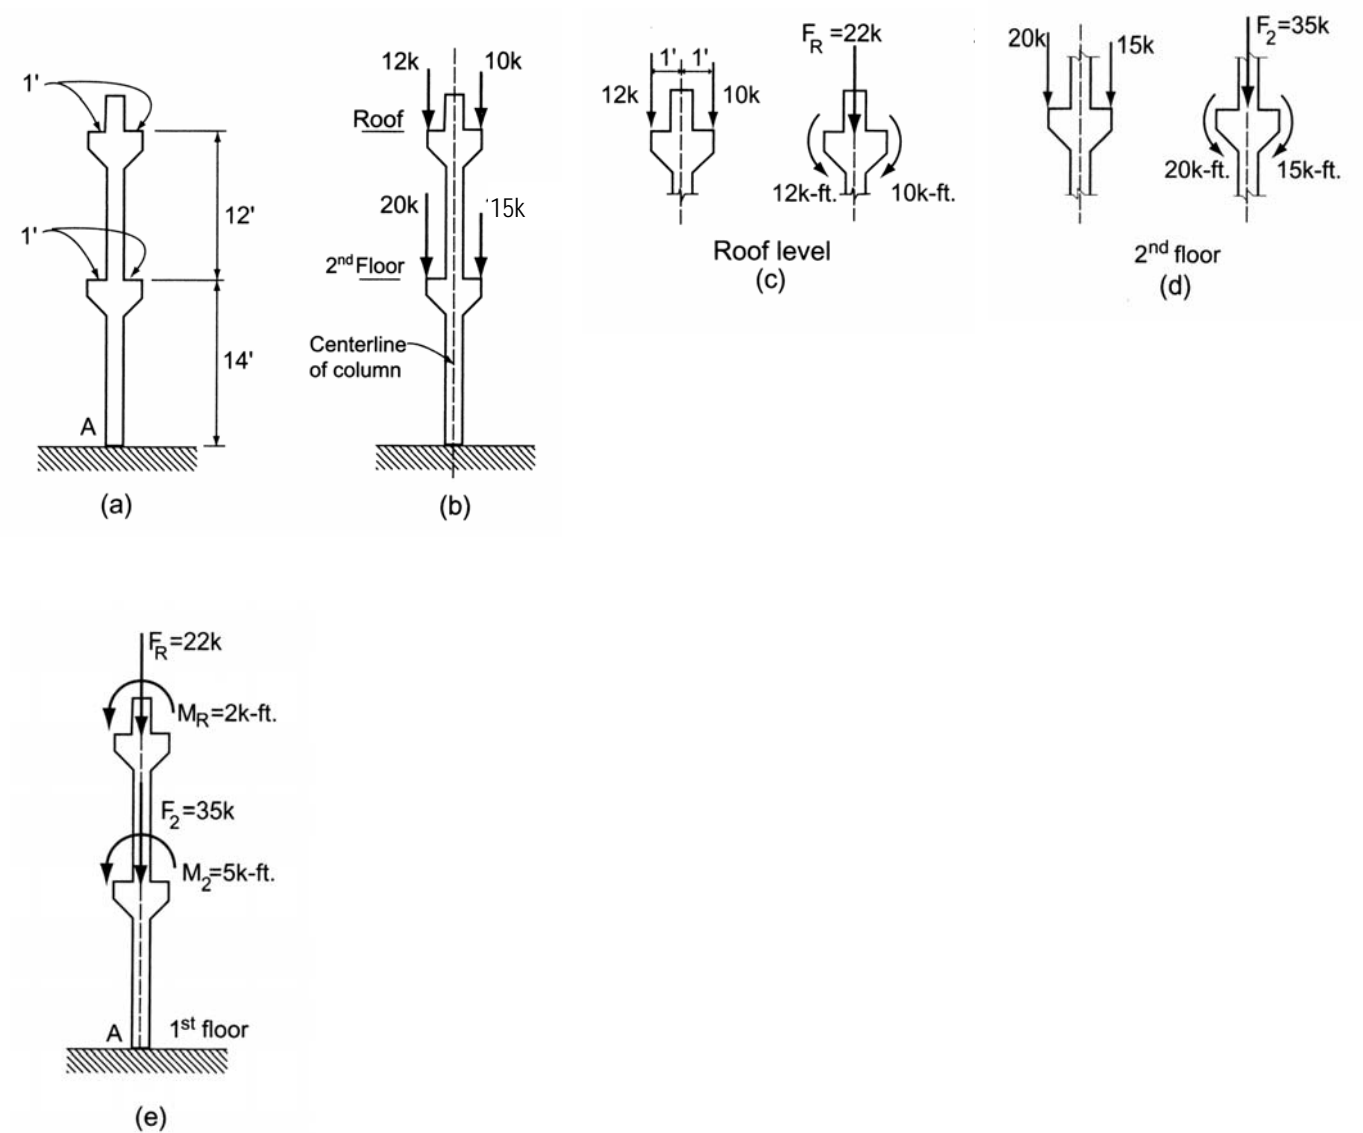 1'
12'
1'
14'
A
(a)
12k 10k
Roof
20k 15k
2nd Floor
Centerline
of column
(b)
1' 1'
12k 10k
FR=22k
12k-ft. 10k-ft.
Roof level
(c)
20k 15k
F2=35k
20k-ft. 15k-ft.
2nd floor
(d)
FR=22k
MR=2k-ft.
F2=35k
M2=5k-ft.
A 1st floor
(e)